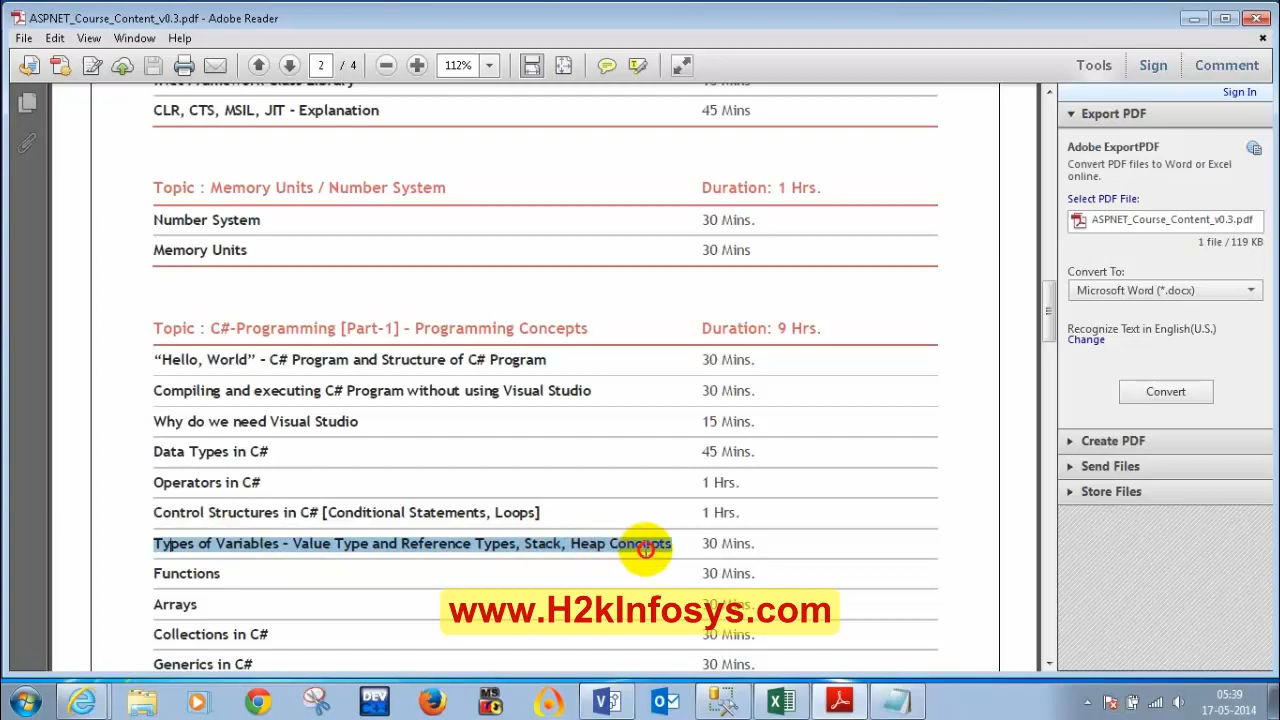 ASPNET_Course_Content_v0.3.pdf - Adobe Reader
File Edit View Window Help
2 / 4 112% Tools Sign Comment
CLR, CTS, MSIL, JIT - Explanation 45 Mins
Topic : Memory Units / Number System Duration: 1 Hrs.
Number System 30 Mins.
Memory Units 30 Mins
Topic : C#-Programming [Part-1] - Programming Concepts Duration: 9 Hrs.
“Hello, World” - C# Program and Structure of C# Program 30 Mins.
Compiling and executing C# Program without using Visual Studio 30 Mins.
Why do we need Visual Studio 15 Mins.
Data Types in C# 45 Mins.
Operators in C# 1 Hrs.
Control Structures in C# [Conditional Statements, Loops] 1 Hrs.
Types of Variables - Value Type and Reference Types, Stack, Heap Concepts 30 Mins.
Functions 30 Mins.
Arrays
Collections in C# 30 Mins.
Generics in C# 30 Mins.
www.H2kInfosys.com
Sign In
Export PDF
Adobe ExportPDF
Convert PDF files to Word or Excel
online.
Select PDF File:
ASPNET_Course_Content_v0.3.pdf
1 file / 119 KB
Convert To:
Microsoft Word (*.docx)
Recognize Text in English(U.S.)
Change
Convert
Create PDF
Send Files
Store Files
DEV
MS
05:39
17-05-2014